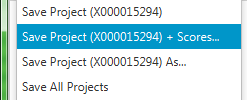 Save Project (X000015294)
Save Project (X000015294) + Scores...
Save Project (X000015294) As...
Save All Projects